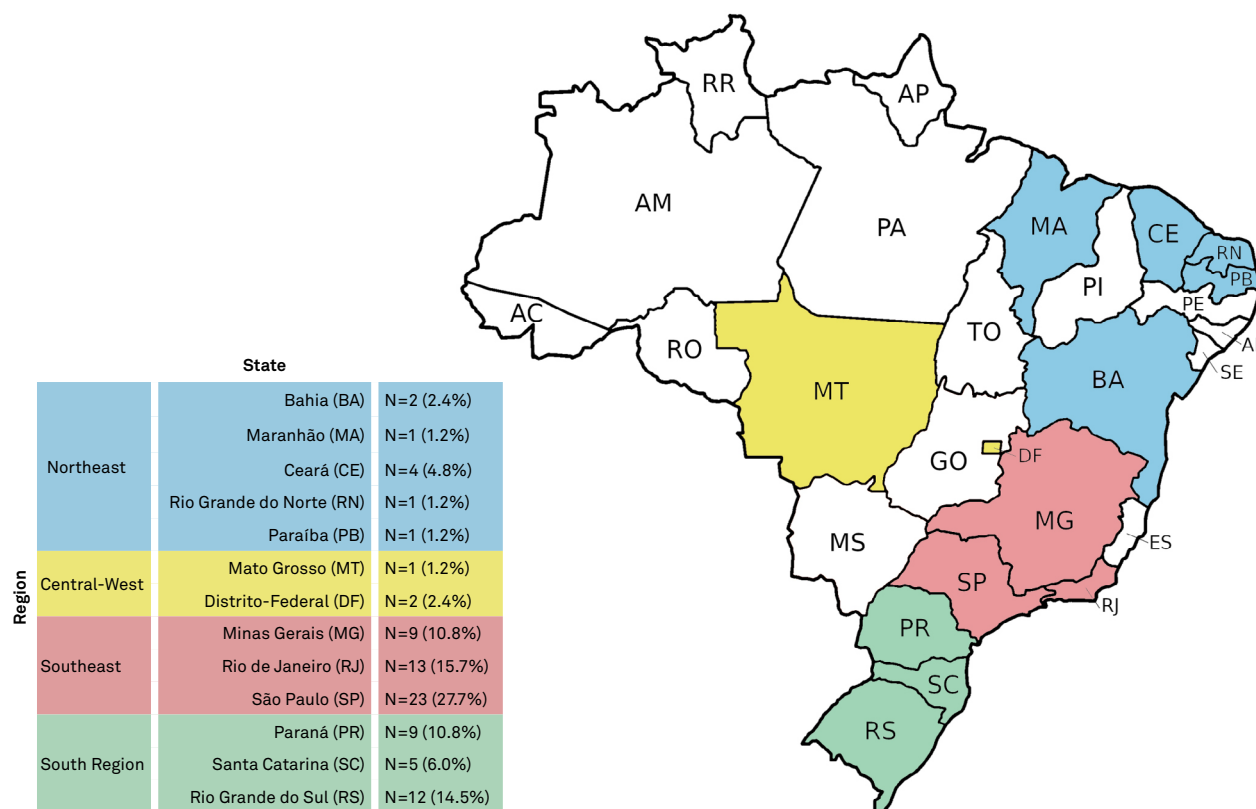 RR
AP
AM
PA
MA
CE
RN
PB
PI
PE
AC
TO
RO
SE
BA
MT
GO
DF
MG
MS
ES
SP
RJ
PR
SC
RS
State
Region
Northeast
Bahia (BA) N=2 (2.4%)
Maranhão (MA) N=1 (1.2%)
Ceará (CE) N=4 (4.8%)
Rio Grande do Norte (RN) N=1 (1.2%)
Paraíba (PB) N=1 (1.2%)
Central-West
Mato Grosso (MT) N=1 (1.2%)
Distrito-Federal (DF) N=2 (2.4%)
Southeast
Minas Gerais (MG) N=9 (10.8%)
Rio de Janeiro (RJ) N=13 (15.7%)
São Paulo (SP) N=23 (27.7%)
South Region
Paraná (PR) N=9 (10.8%)
Santa Catarina (SC) N=5 (6.0%)
Rio Grande do Sul (RS) N=12 (14.5%)